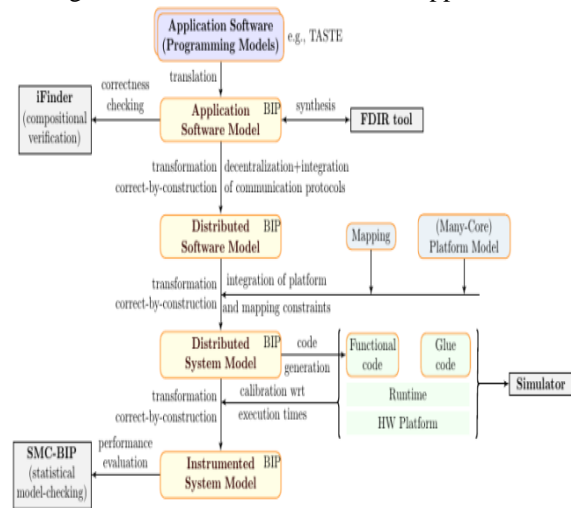 Application Software
(Programming Models)
e.g., TASTE
translation
iFinder
(compositional
verification)
correctness
checking
Application
Software Model
BIP
synthesis
FDIR tool
transformation
correct-by-construction
decentralization+integration
of communication protocols
Distributed
Software Model
BIP
Mapping
(Many-Core)
Platform Model
transformation
correct-by-construction
integration of platform
and mapping constraints
Distributed
System Model
BIP
code
generation
Functional
code
Glue
code
Runtime
HW Platform
Simulator
transformation
correct-by-construction
calibration wrt
execution times
SMC-BIP
(statistical
model-checking)
performance
evaluation
Instrumented
System Model
BIP